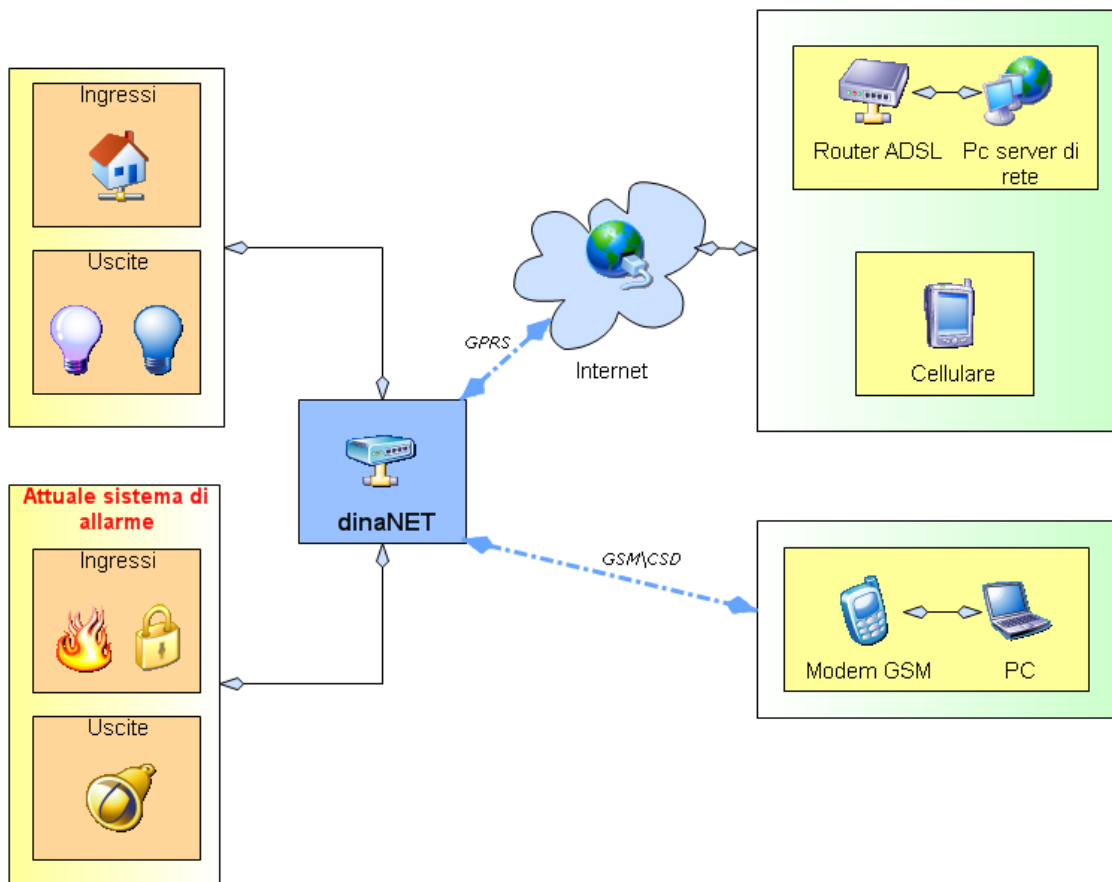 Ingressi
Uscite
Attuale sistema di
allarme
Ingressi
Uscite
dinaNET
GPRS
Internet
GSM\CSD
Router ADSL
Pc server di
rete
Cellulare
Modem GSM
PC